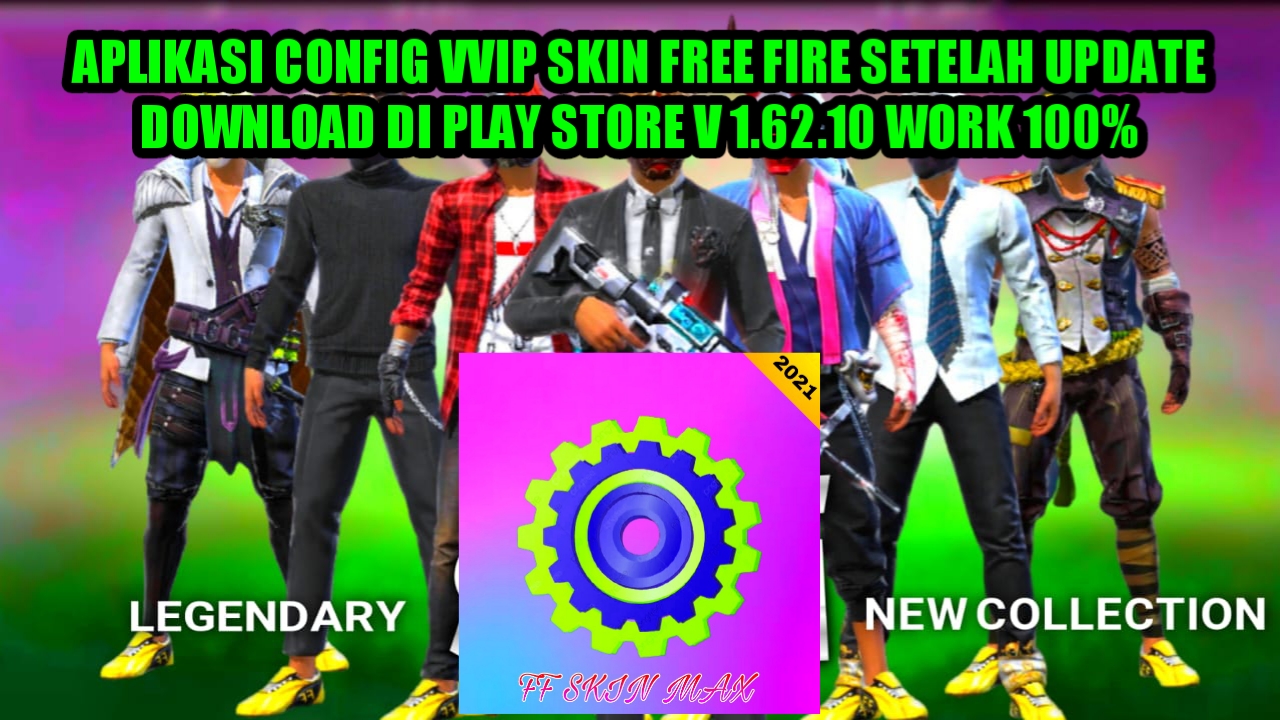 APLIKASI CONFIG VVIP SKIN FREE FIRE SETELAH UPDATE
DOWNLOAD DI PLAY STORE V 1.62.10 WORK 100%
2021
LEGENDARY
NEW COLLECTION
FF SKIN MAX